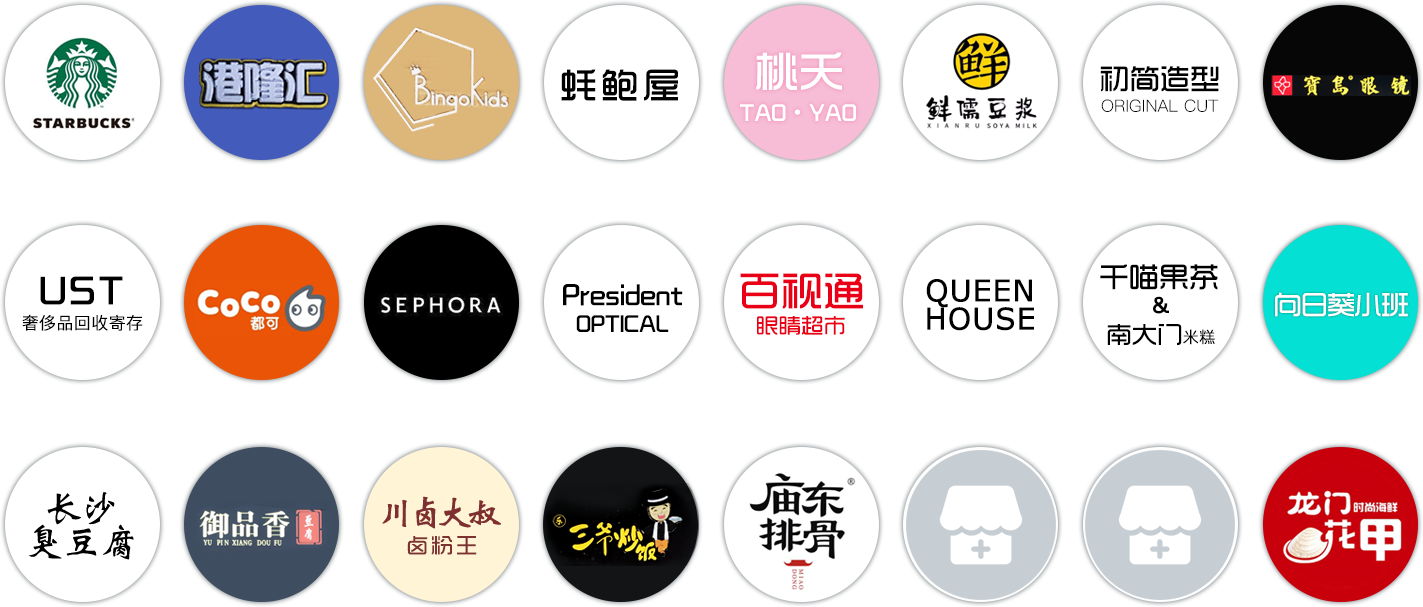 STARBUCKS
港隆汇
BingoKids
蚝鲍屋
桃夭
TAO·YAO
鲜
鲜儒豆浆
XIANRU SOYA MILK
初简造型
ORIGINAL CUT
寶島眼镜
UST
奢侈品回收寄存
CoCo
都可
SEPHORA
President
OPTICAL
百视通
眼睛超市
QUEEN
HOUSE
千喵果茶
&
南大门米糕
向日葵小班
长沙
臭豆腐
御品香
豆腐
YU PIN XIANG DOU FU
川卤大叔
卤粉王
三爷炒饭
庙东
排骨
MIAO
DONG
龙门
时尚海鲜
花甲